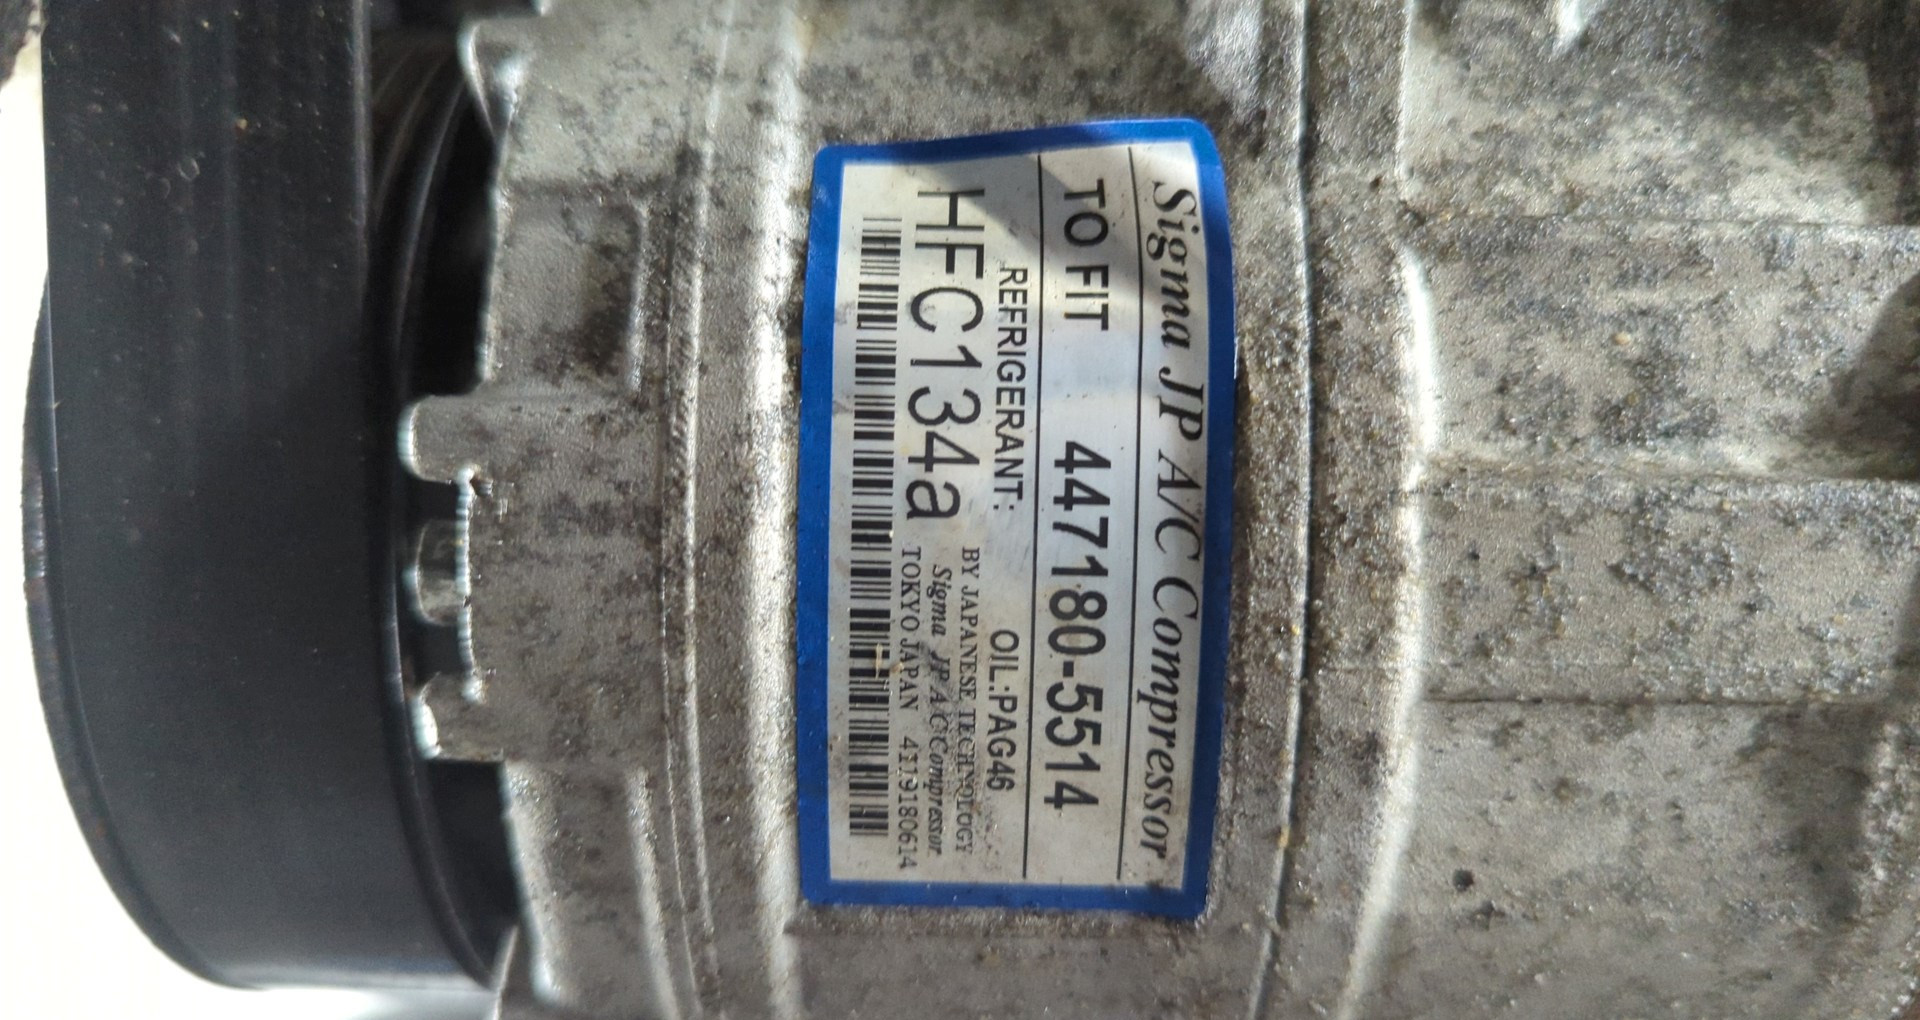 Sigma JP A/C Compressor
TO FIT 447180-5514
REFRIGERANT: OIL:PAG46
HFC134a
BY JAPANESE TECHNOLOGY
Sigma JP A/C Compressor
TOKYO JAPAN 4119180614